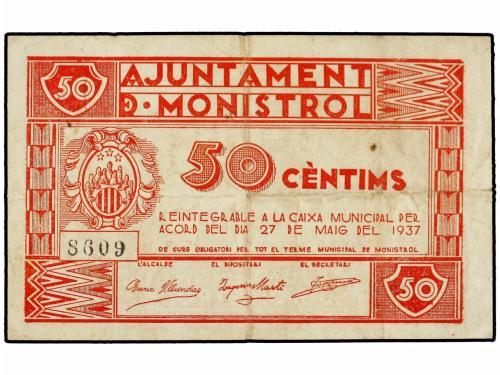 50
AJUNTAMENT
D· MONISTROL
50 CÈNTIMS
REINTEGRABLE A LA CAIXA MUNICIPAL PER
ACORD DEL DIA 27 DE MAIG DEL 1937
DE CURS OBLIGATORI PER TOT EL TERME MUNICIPAL DE MONISTROL
8609
L'ALCALDE EL DIPOSITARI EL SECRETARI
50